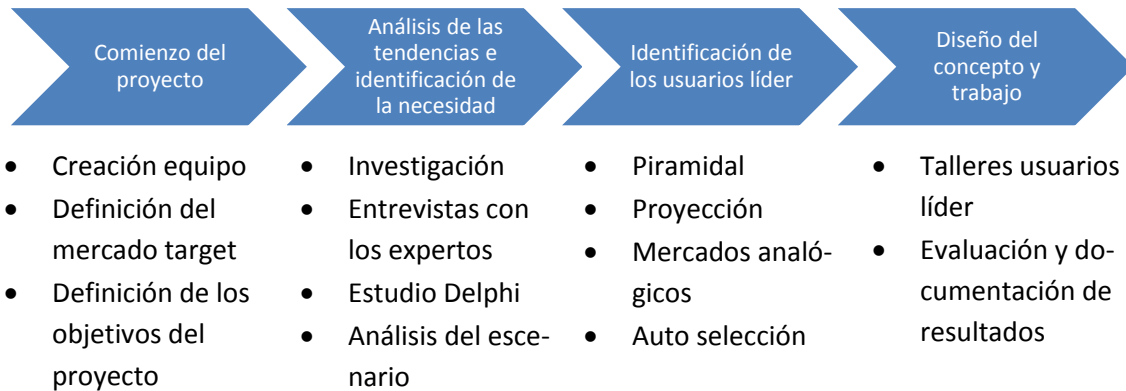 Comienzo del
proyecto
Análisis de las
tendencias e
identificación de
la necesidad
Identificación de
los usuarios líder
Diseño del
concepto y
trabajo
• Creación equipo
• Definición del
mercado target
• Definición de los
objetivos del
proyecto
• Investigación
• Entrevistas con
los expertos
• Estudio Delphi
• Análisis del esce-
nario
• Piramidal
• Proyección
• Mercados analó-
gicos
• Auto selección
• Talleres usuarios
líder
• Evaluación y do-
cumentación de
resultados